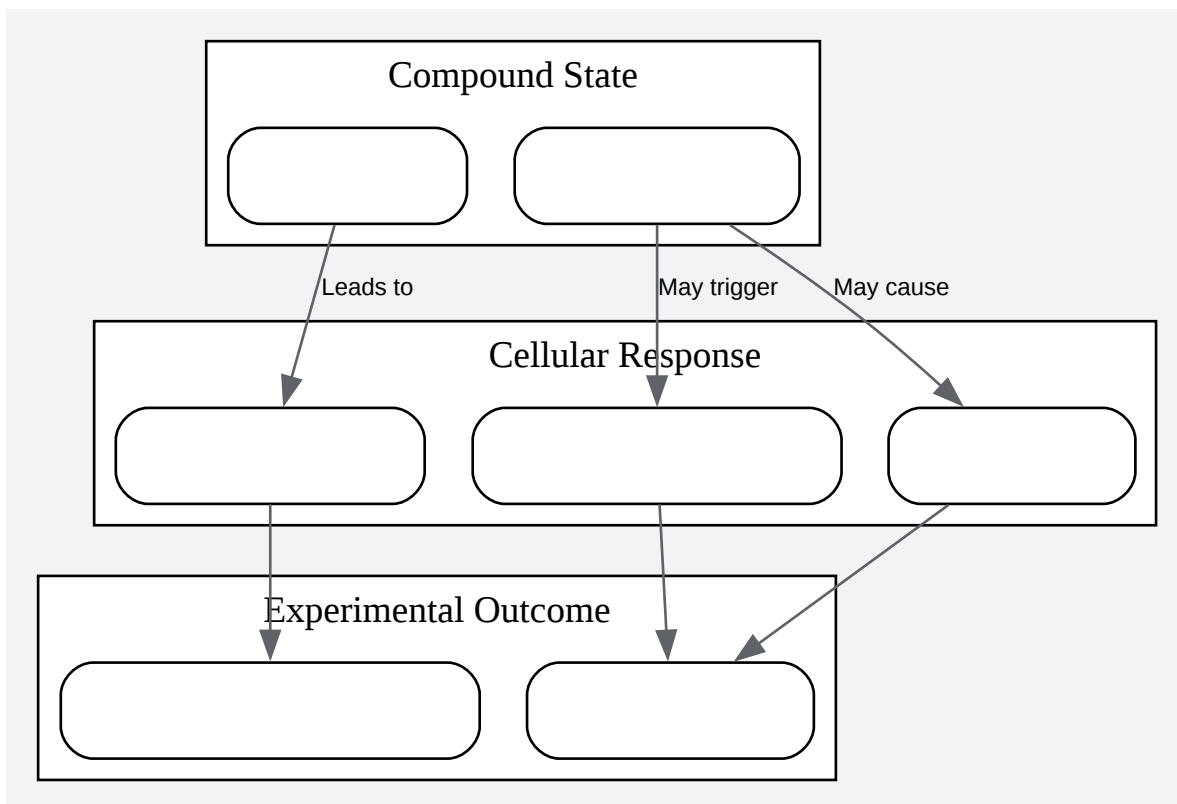 Compound State
Leads to
May trigger
May cause
Cellular Response
Experimental Outcome